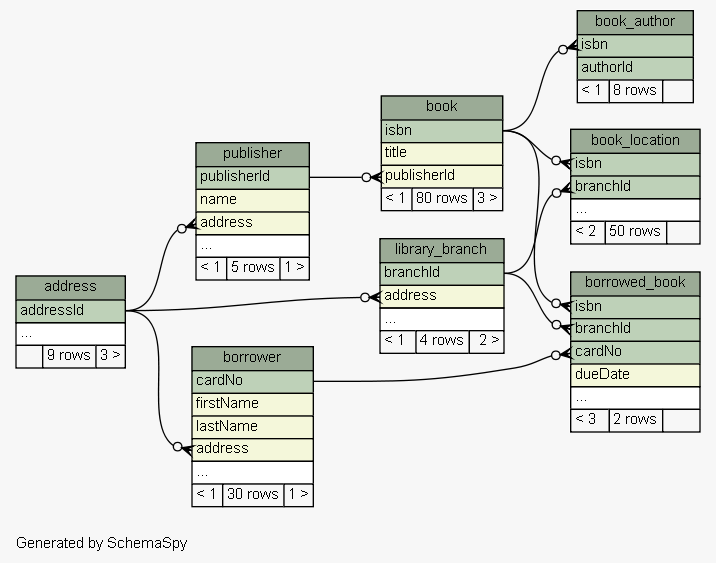 book_author
isbn
authorId
< 1 8 rows
book
isbn
title
publisherId
< 1 80 rows 3 >
book_location
isbn
branchId
...
< 2 50 rows
publisher
publisherId
name
address
...
< 1 5 rows 1 >
library_branch
branchId
address
...
< 1 4 rows 2 >
address
addressId
...
9 rows 3 >
borrowed_book
isbn
branchId
cardNo
dueDate
...
< 3 2 rows
borrower
cardNo
firstName
lastName
address
...
< 1 30 rows 1 >
Generated by SchemaSpy